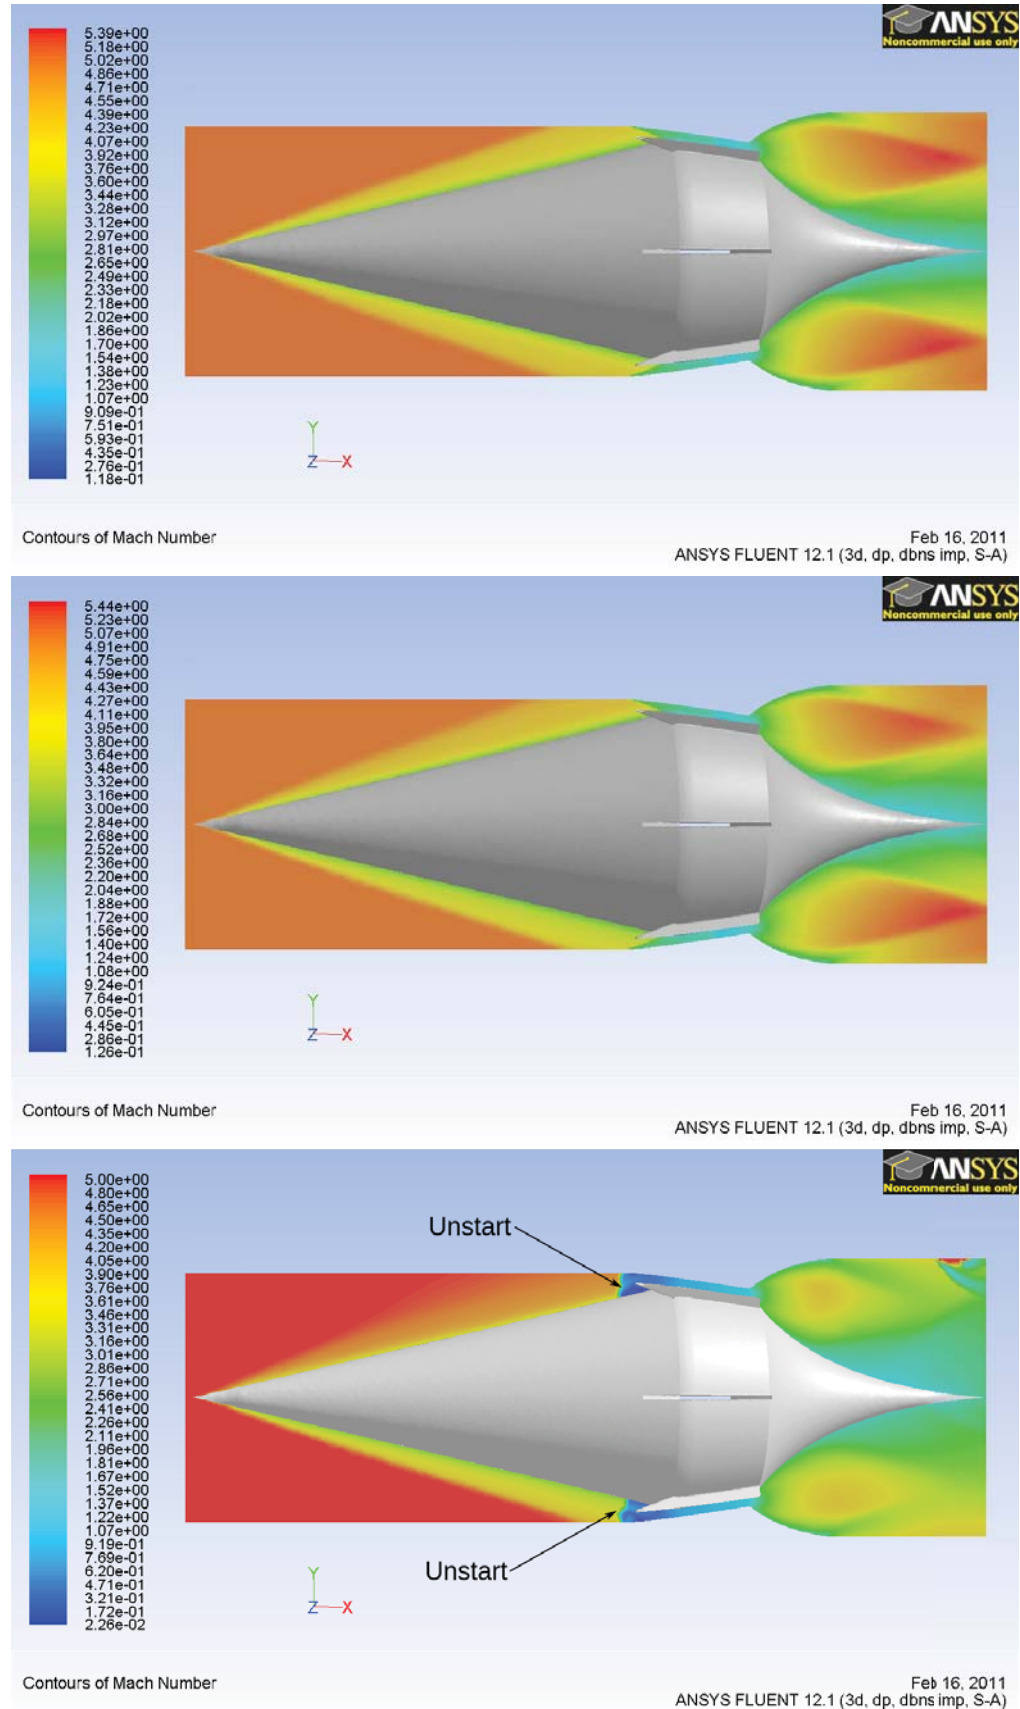 ANSYS
Noncommercial use only
5.39e+00
5.18e+00
5.02e+00
4.86e+00
4.71e+00
4.55e+00
4.39e+00
4.23e+00
4.07e+00
3.92e+00
3.76e+00
3.60e+00
3.44e+00
3.28e+00
3.12e+00
2.97e+00
2.81e+00
2.65e+00
2.49e+00
2.33e+00
2.18e+00
2.02e+00
1.86e+00
1.70e+00
1.54e+00
1.38e+00
1.23e+00
1.07e+00
9.09e-01
7.51e-01
5.93e-01
4.35e-01
2.76e-01
1.18e-01
Y
Z X
Contours of Mach Number
Feb 16, 2011
ANSYS FLUENT 12.1 (3d, dp, dbns imp, S-A)
ANSYS
Noncommercial use only
5.44e+00
5.23e+00
5.07e+00
4.91e+00
4.75e+00
4.59e+00
4.43e+00
4.27e+00
4.11e+00
3.95e+00
3.80e+00
3.64e+00
3.48e+00
3.32e+00
3.16e+00
3.00e+00
2.84e+00
2.68e+00
2.52e+00
2.36e+00
2.20e+00
2.04e+00
1.88e+00
1.72e+00
1.56e+00
1.40e+00
1.24e+00
1.08e+00
9.24e-01
7.64e-01
6.05e-01
4.45e-01
2.86e-01
1.26e-01
Y
Z X
Contours of Mach Number
Feb 16, 2011
ANSYS FLUENT 12.1 (3d, dp, dbns imp, S-A)
ANSYS
Noncommercial use only
5.00e+00
4.80e+00
4.65e+00
4.50e+00
4.35e+00
4.20e+00
4.05e+00
3.90e+00
3.76e+00
3.61e+00
3.46e+00
3.31e+00
3.16e+00
3.01e+00
2.86e+00
2.71e+00
2.56e+00
2.41e+00
2.26e+00
2.11e+00
1.96e+00
1.81e+00
1.67e+00
1.52e+00
1.37e+00
1.22e+00
1.07e+00
9.19e-01
7.69e-01
6.20e-01
4.71e-01
3.21e-01
1.72e-01
2.26e-02
Unstart
Unstart
Y
Z X
Contours of Mach Number
Feb 16, 2011
ANSYS FLUENT 12.1 (3d, dp, dbns imp, S-A)